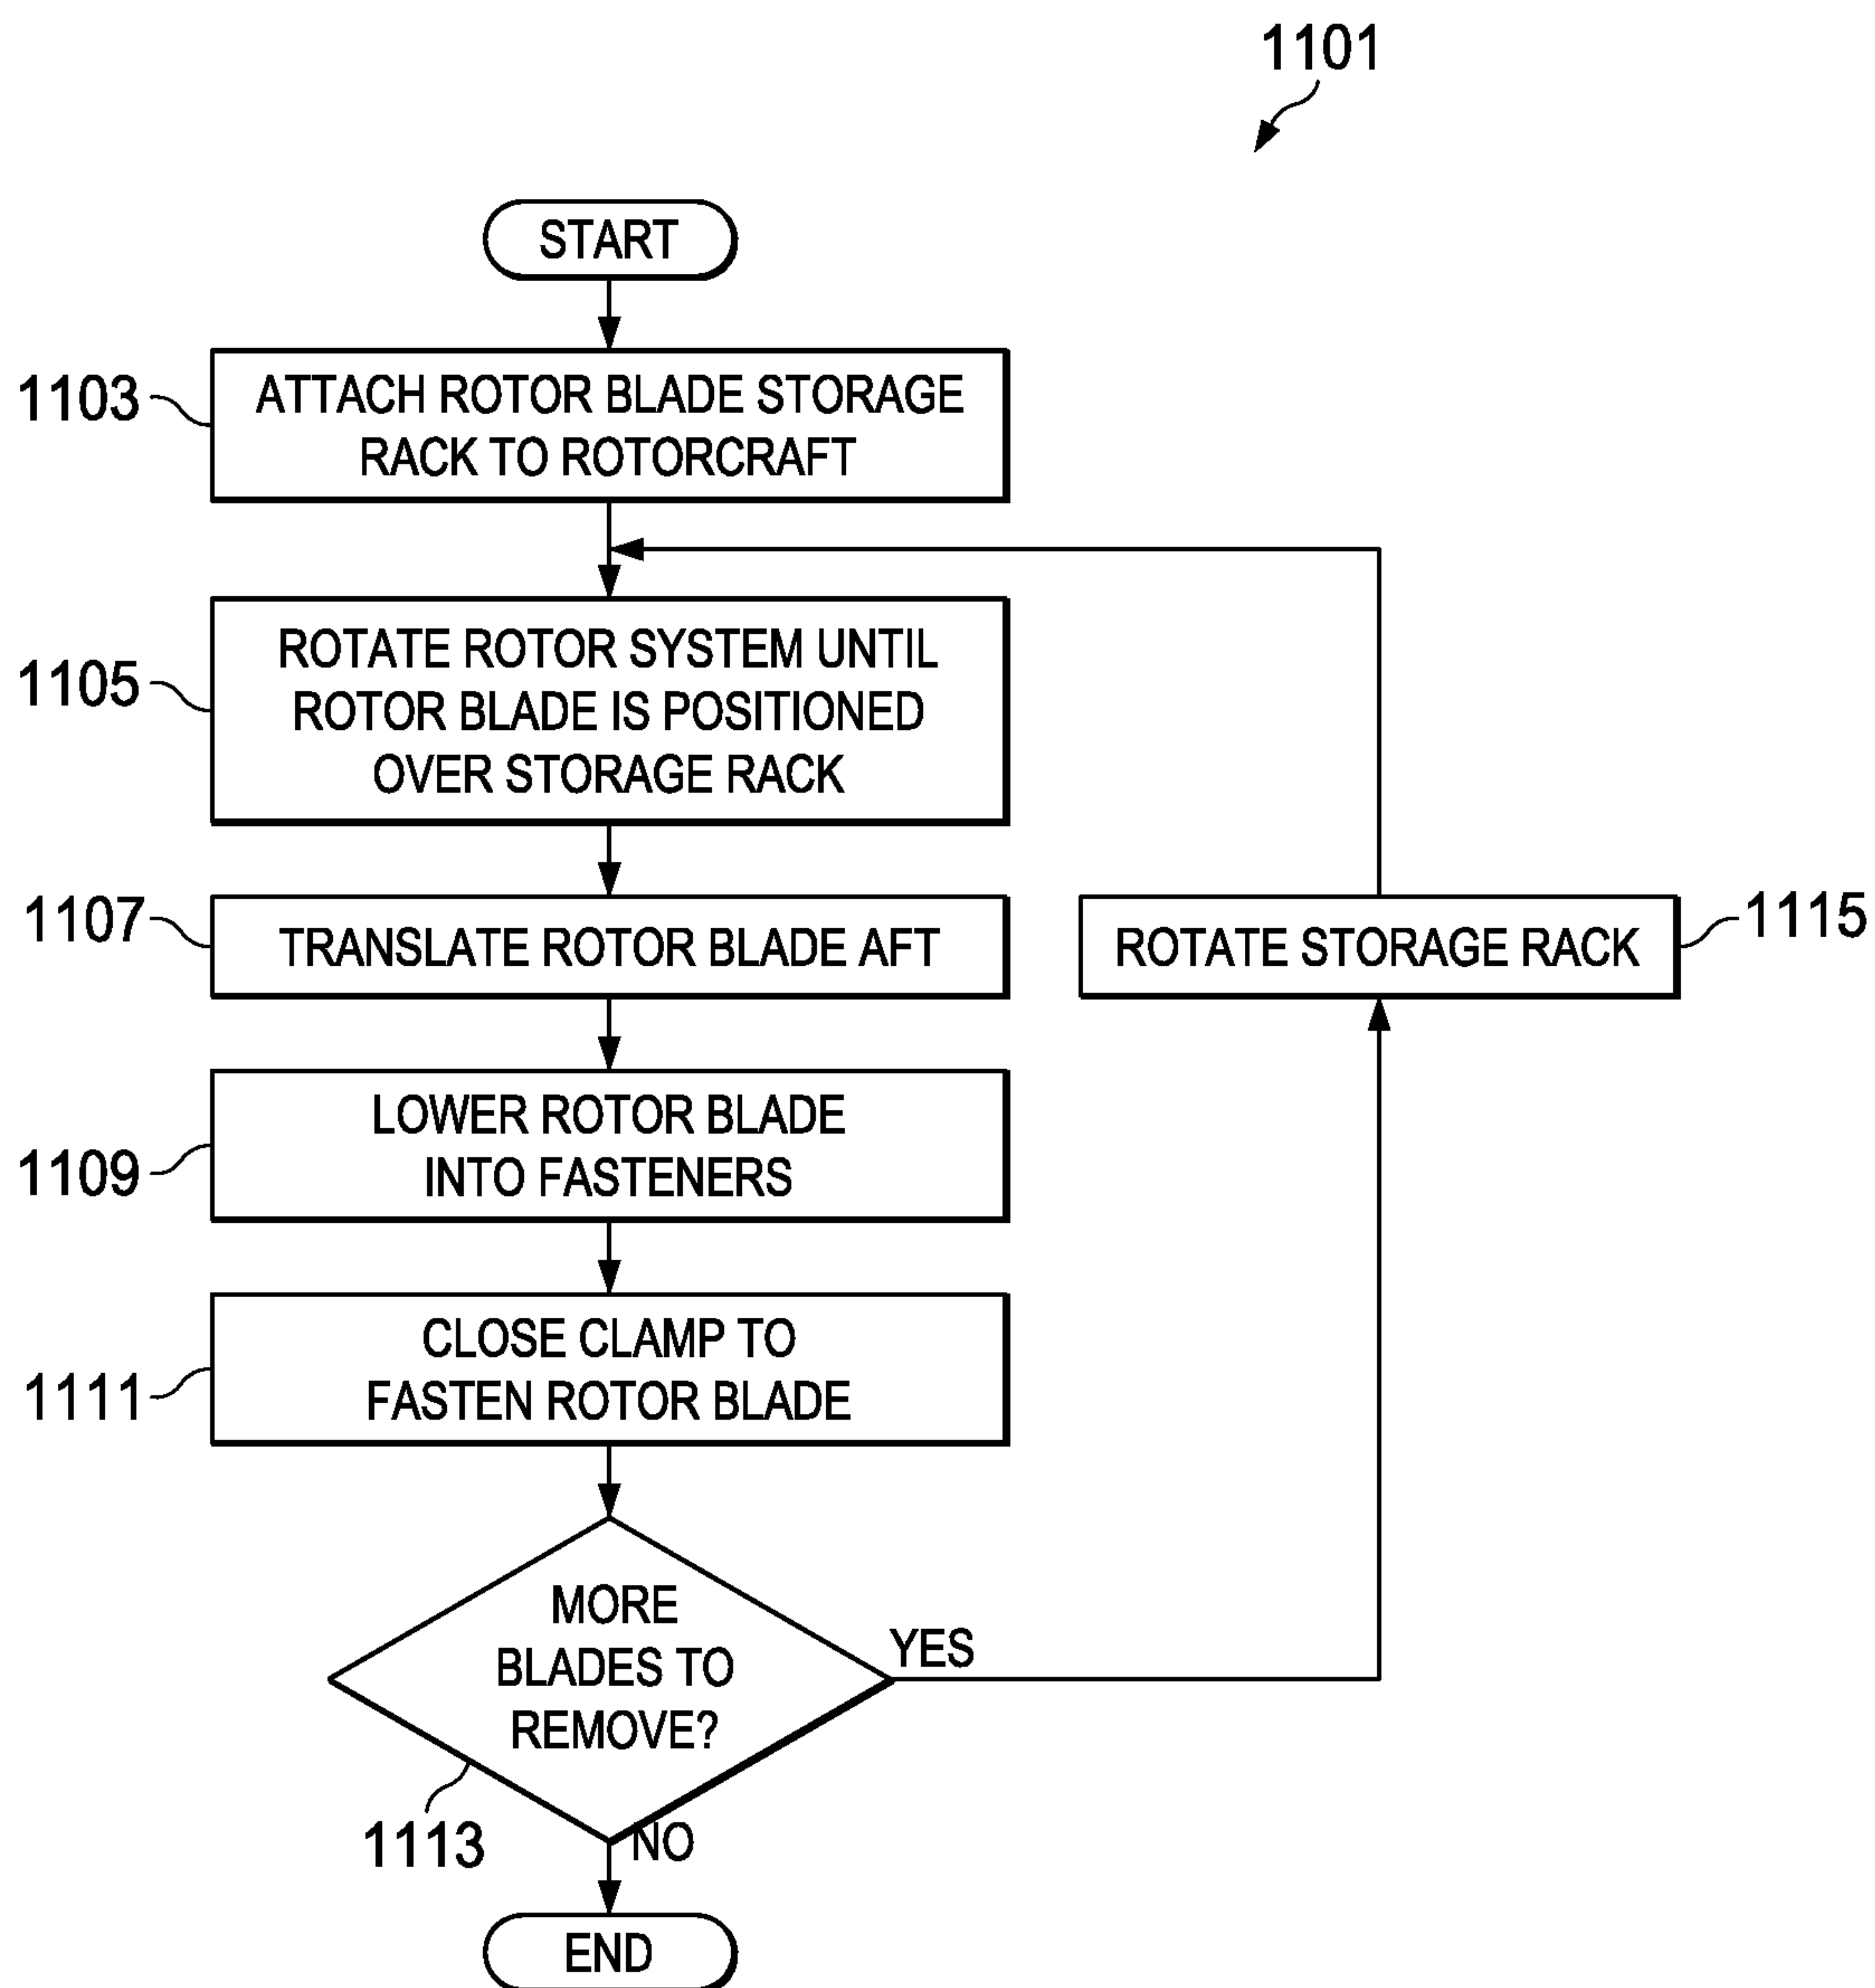 1101
START
1103
ATTACH ROTOR BLADE STORAGE
RACK TO ROTORCRAFT
1105
ROTATE ROTOR SYSTEM UNTIL
ROTOR BLADE IS POSITIONED
OVER STORAGE RACK
1107
TRANSLATE ROTOR BLADE AFT
ROTATE STORAGE RACK
1115
1109
LOWER ROTOR BLADE
INTO FASTENERS
1111
CLOSE CLAMP TO
FASTEN ROTOR BLADE
MORE
BLADES TO
REMOVE?
YES
1113
NO
END